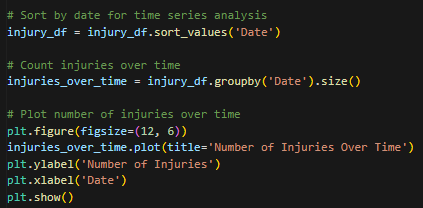 # Sort by date for time series analysis
injury_df = injury_df.sort_values('Date')
# Count injuries over time
injuries_over_time = injury_df.groupby('Date').size()
# Plot number of injuries over time
plt.figure(figsize=(12, 6))
injuries_over_time.plot(title='Number of Injuries Over Time')
plt.ylabel('Number of Injuries')
plt.xlabel('Date')
plt.show()